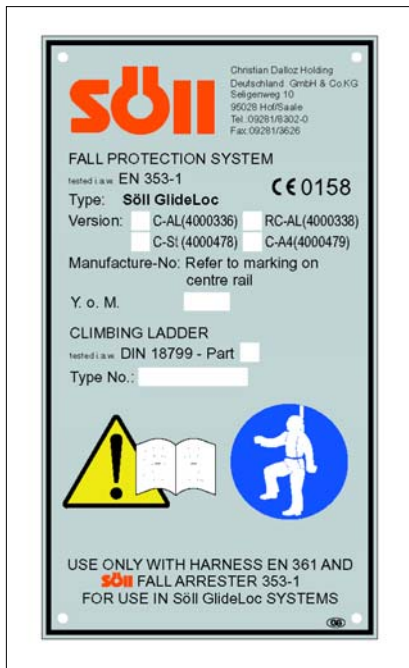 söll
Christian Dalloz Holding
Deutschland GmbH & Co.KG
Seligenweg 10
95028 Hof/Saale
Tel.:09281/8302-0
Fax:09281/3626
FALL PROTECTION SYSTEM
tested i.a.w. EN 353-1
CE 0158
Type: Söll GlideLoc
Version: C-AL(4000336) RC-AL(4000338)
C-St(4000478) C-A4(4000479)
Manufacture-No: Refer to marking on
centre rail
Y. o. M.
CLIMBING LADDER
tested i.a.w. DIN 18799 - Part
Type No.:
USE ONLY WITH HARNESS EN 361 AND
söll FALL ARRESTER 353-1
FOR USE IN Söll GlideLoc SYSTEMS
GB